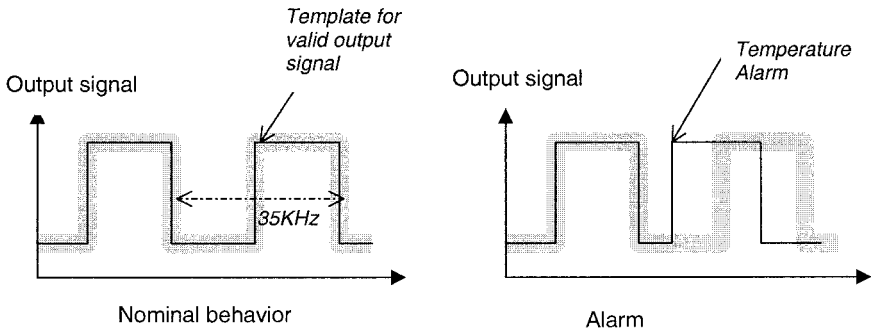 Template for
valid output
signal
Output signal
35KHz
Nominal behavior
Temperature
Alarm
Output signal
Alarm